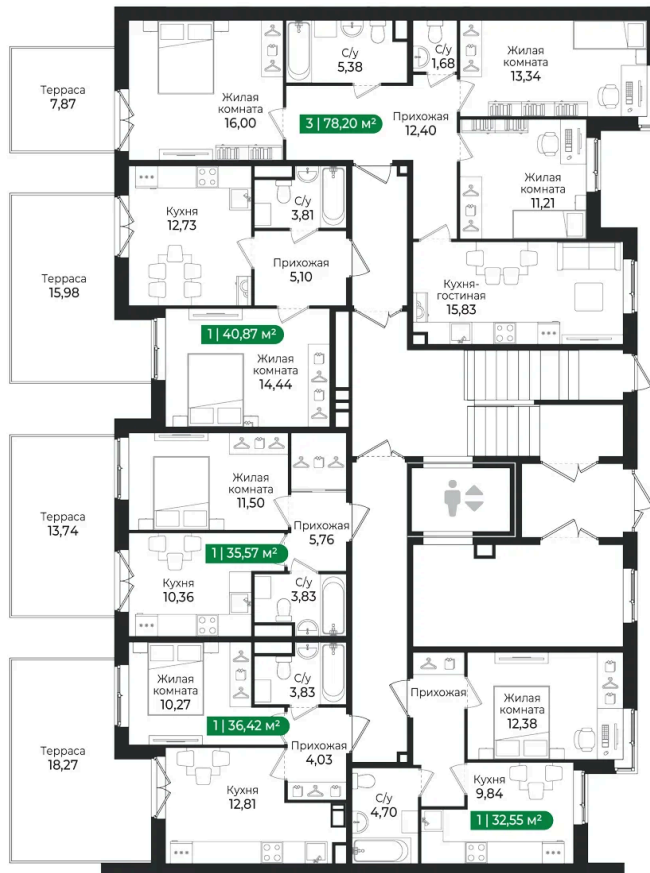 Терраса
7,87
Жилая
комната
16,00
С/у
5,38
С/у
1,68
Жилая
комната
13,34
3 | 78,20 м²
Прихожая
12,40
Жилая
комната
11,21
Кухня
12,73
С/у
3,81
Прихожая
5,10
Терраса
15,98
Кухня-
гостиная
15,83
1 | 40,87 м²
Жилая
комната
14,44
Терраса
13,74
Жилая
комната
11,50
Прихожая
5,76
1 | 35,57 м²
Кухня
10,36
С/у
3,83
Терраса
18,27
Жилая
комната
10,27
С/у
3,83
1 | 36,42 м²
Прихожая
4,03
Кухня
12,81
Прихожая
Жилая
комната
12,38
С/у
4,70
Кухня
9,84
1 | 32,55 м²